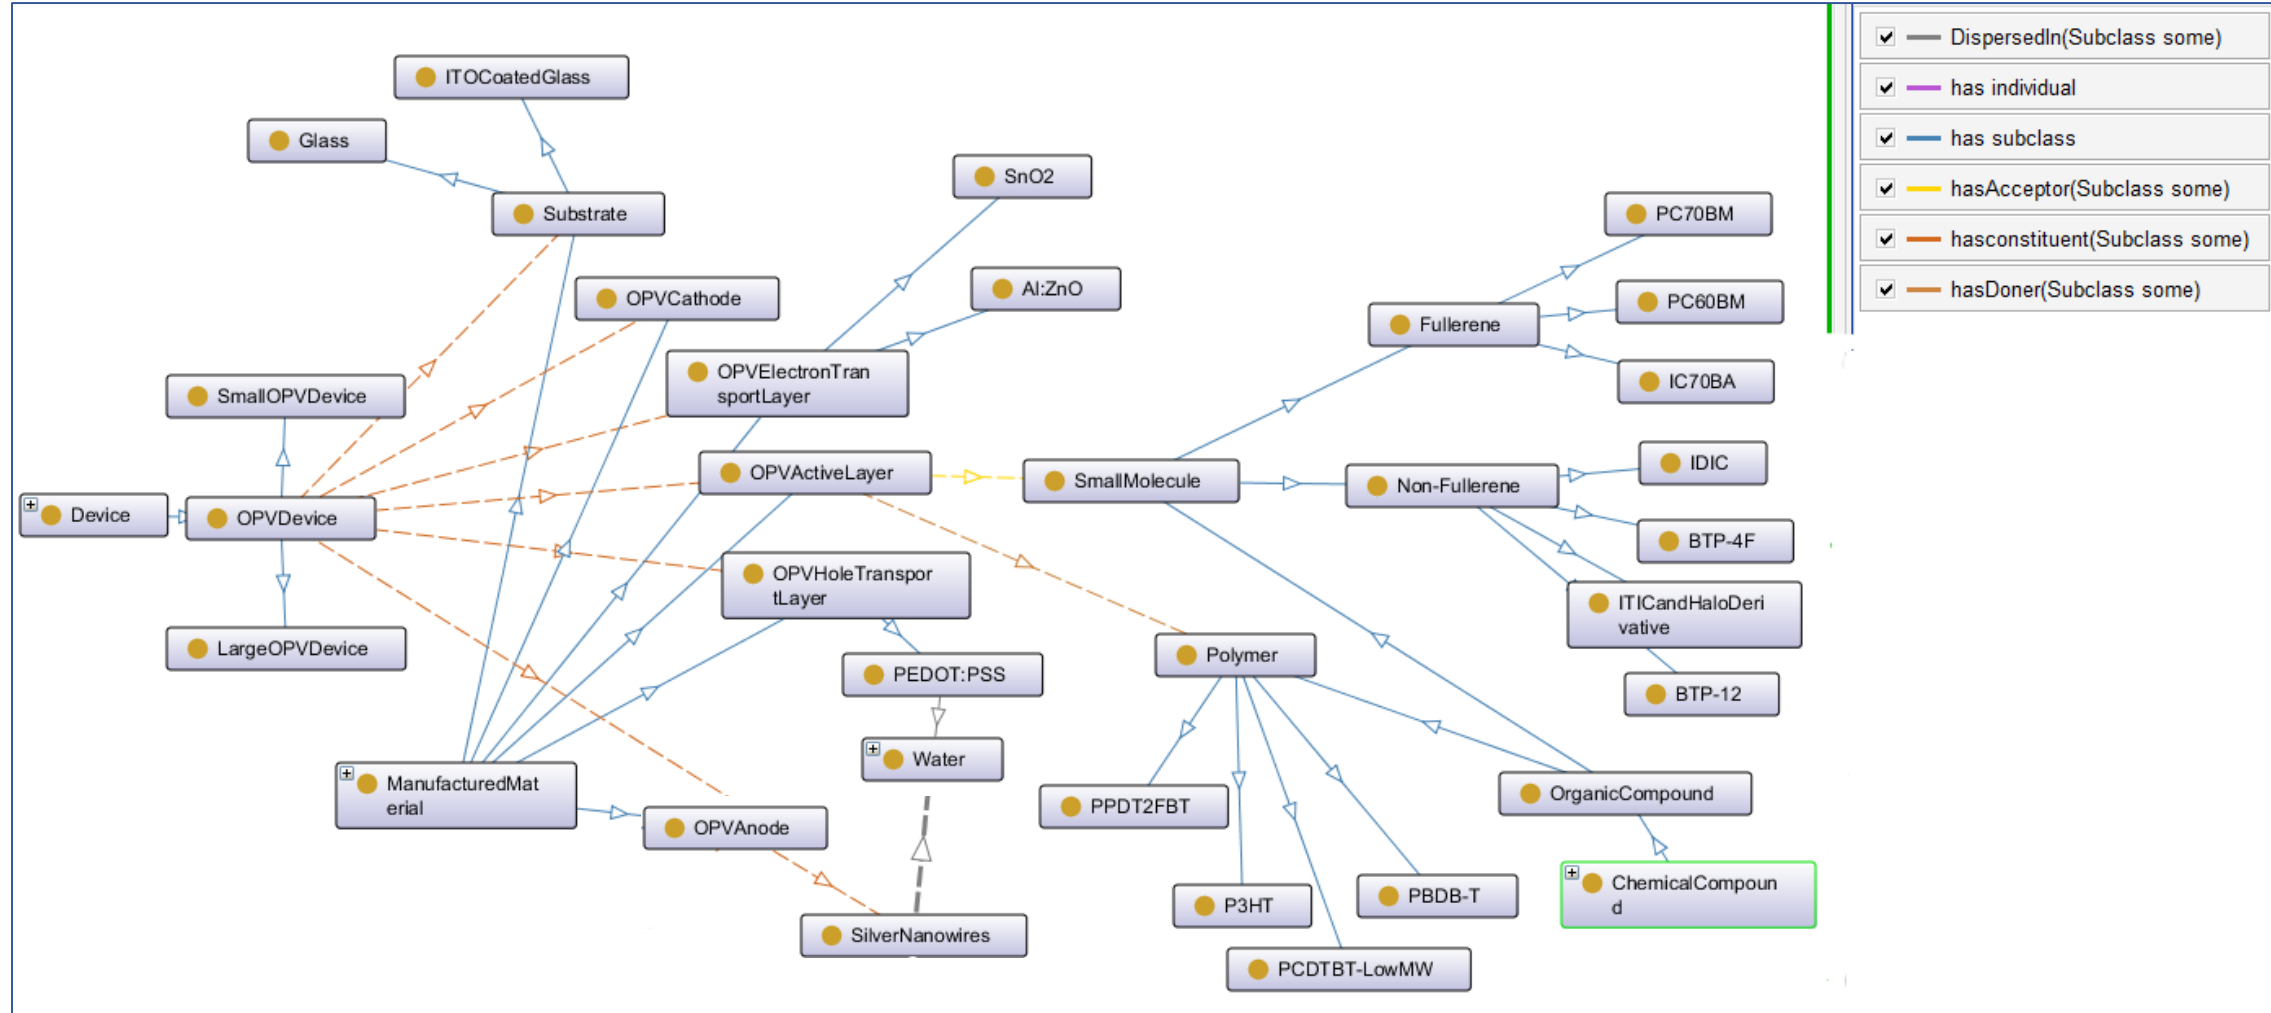 ITOCoatedGlass
Glass
Substrate
SnO2
OPVCathode
Al:ZnO
OPVElectronTran
sportLayer
SmallOPVDevice
OPVActiveLayer
Device
OPVDevice
OPVHoleTranspor
tLayer
LargeOPVDevice
PEDOT:PSS
Water
ManufacturedMat
erial
OPVAnode
SilverNanowires
PC70BM
PC60BM
Fullerene
IC70BA
SmallMolecule
Non-Fullerene
IDIC
BTP-4F
ITICandHaloDeri
vative
BTP-12
Polymer
PPDT2FBT
P3HT
PBDB-T
PCDTBT-LowMW
OrganicCompound
ChemicalCompoun
d
DispersedIn(Subclass some)
has individual
has subclass
hasAcceptor(Subclass some)
hasconstituent(Subclass some)
hasDoner(Subclass some)